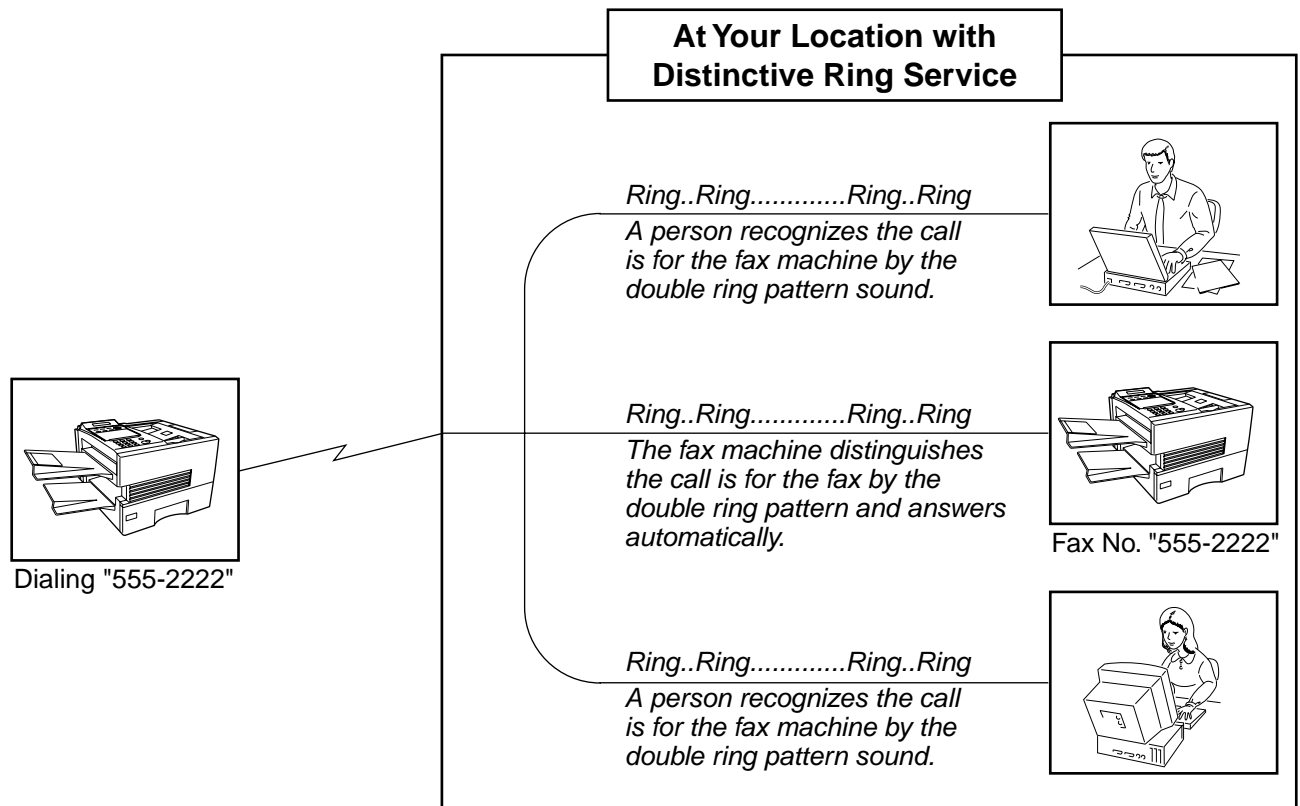 At Your Location with
Distinctive Ring Service
Ring..Ring.............Ring..Ring
A person recognizes the call
is for the fax machine by the
double ring pattern sound.
Ring..Ring.............Ring..Ring
The fax machine distinguishes
the call is for the fax by the
double ring pattern and answers
automatically.
Fax No. "555-2222"
Dialing "555-2222"
Ring..Ring.............Ring..Ring
A person recognizes the call
is for the fax machine by the
double ring pattern sound.